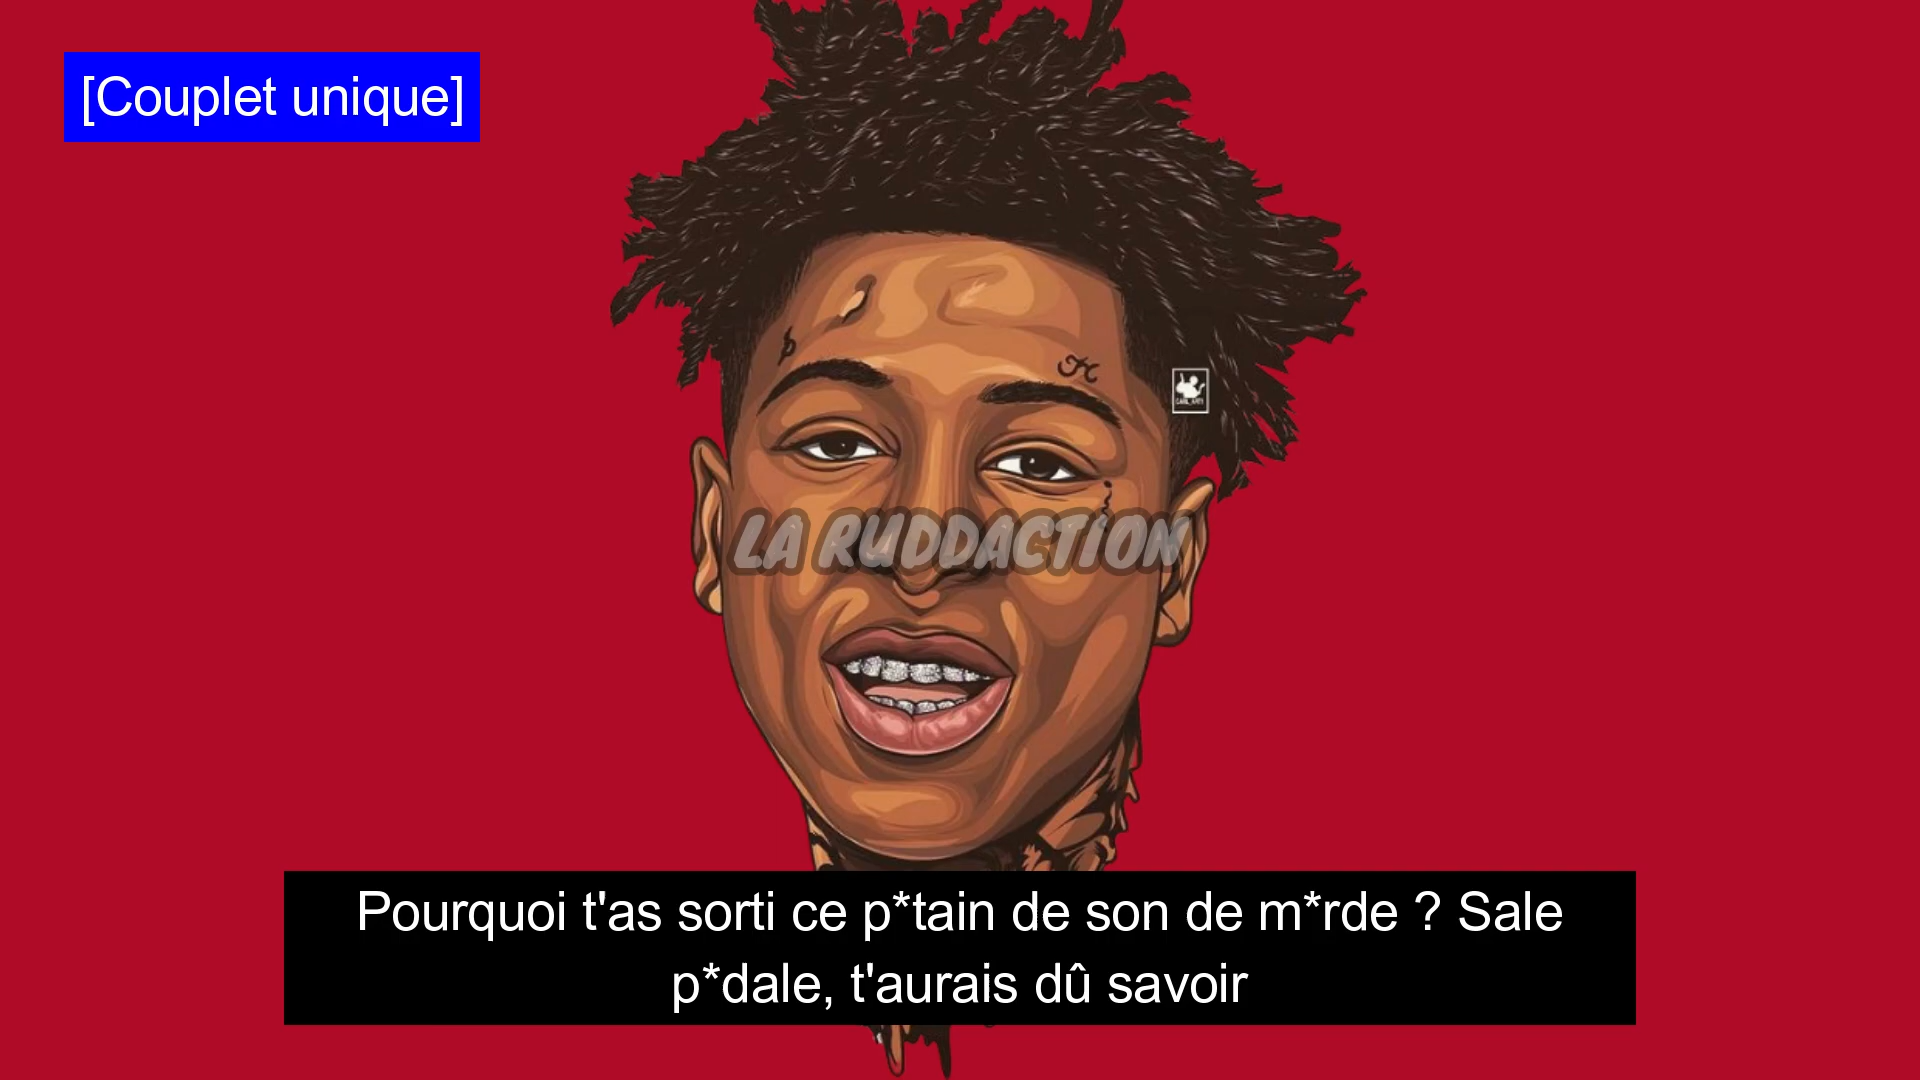 [Couplet unique]
LA RUDDACTION
Pourquoi t'as sorti ce p*tain de son de m*rde ? Sale
p*dale, t'aurais dû savoir